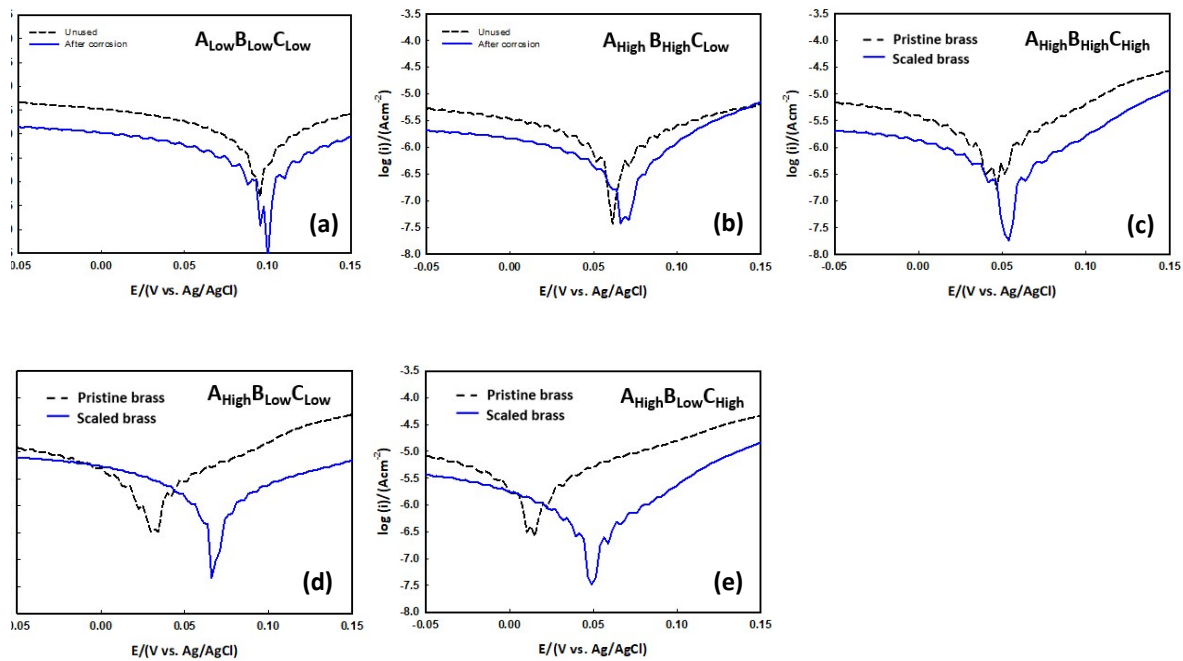 A_Low B_Low C_Low
Unused
After corrosion
(a)
0.05 0.00 0.05 0.10 0.15
E/(V vs. Ag/AgCl)
-3.5
-4.0
-4.5
-5.0
-5.5
-6.0
-6.5
-7.0
-7.5
-8.0
log (i)/(Acm-2)
Unused
After corrosion
AHigh BHighCLow
(b)
-0.05 0.00 0.05 0.10 0.15
E/(V vs. Ag/AgCl)
-3.5
-4.0
-4.5
-5.0
-5.5
-6.0
-6.5
-7.0
-7.5
-8.0
log (i)/(Acm-2)
AHighBHighCHigh
Pristine brass
Scaled brass
(c)
-0.05 0.00 0.05 0.10 0.15
E/(V vs. Ag/AgCl)
AHighBLowCLow
Pristine brass
Scaled brass
(d)
0.05 0.00 0.05 0.10 0.15
E/(V vs. Ag/AgCl)
-3.5
-4.0
-4.5
-5.0
-5.5
-6.0
-6.5
-7.0
-7.5
-8.0
log (i)/(Acm-2)
Pristine brass
AHighBLowCHigh
Scaled brass
(e)
-0.05 0.00 0.05 0.10 0.15
E/(V vs. Ag/AgCl)